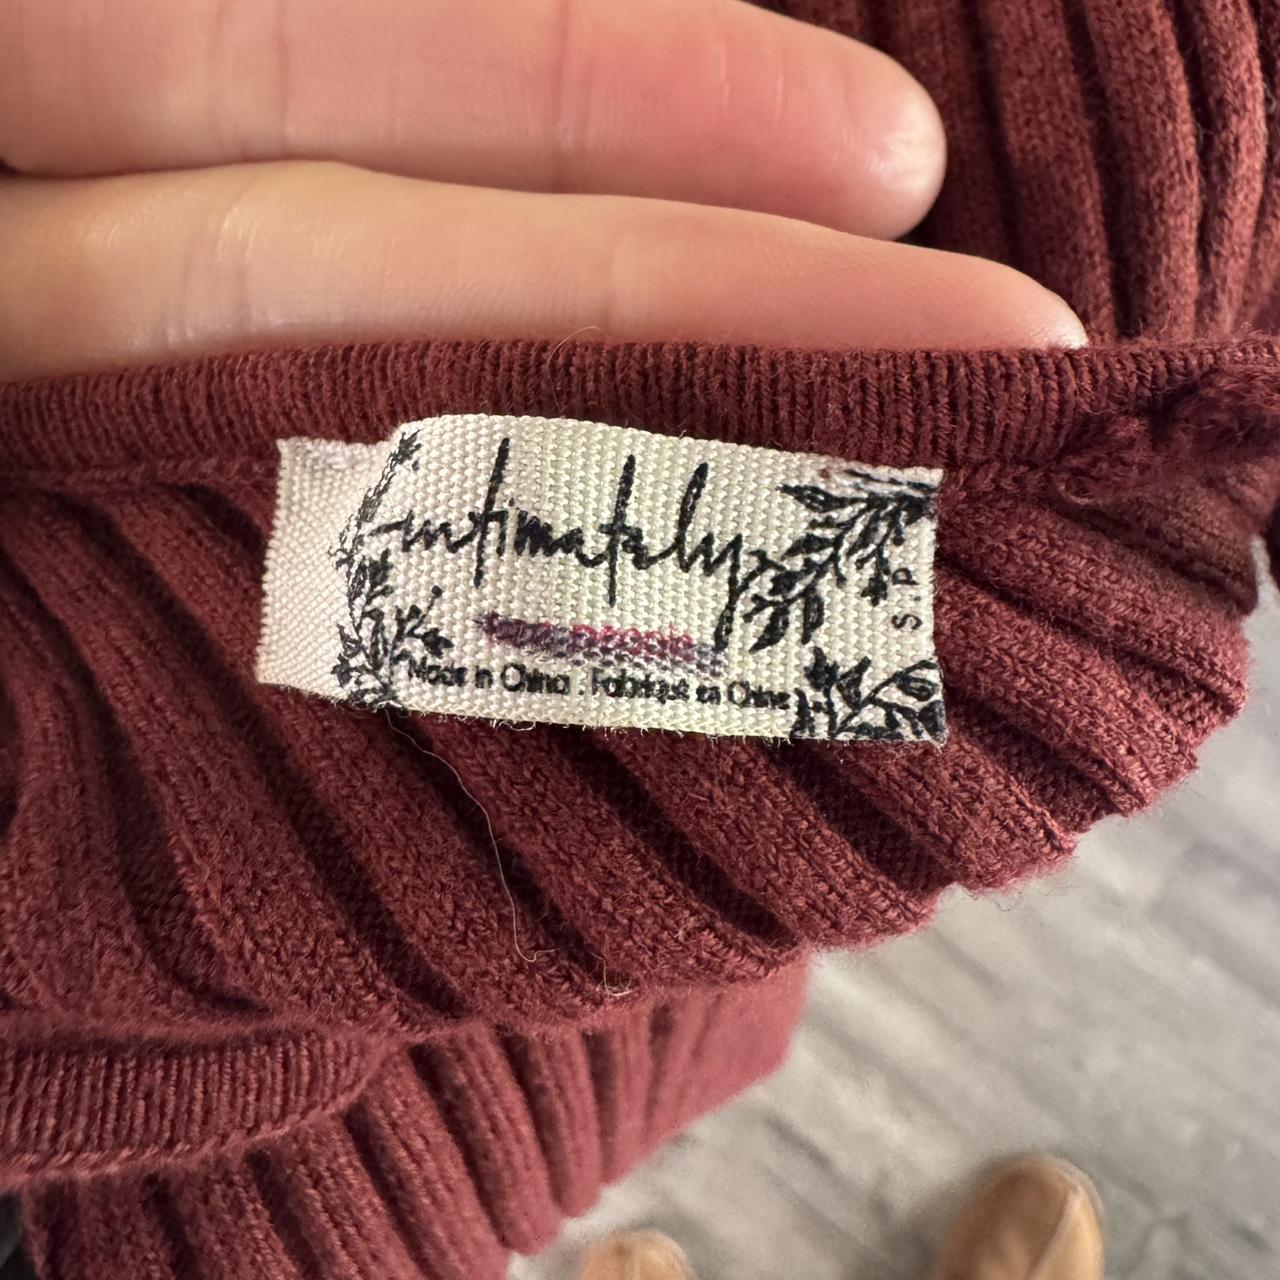 Intimately
Made in China . Fabriqué en Chine
S P